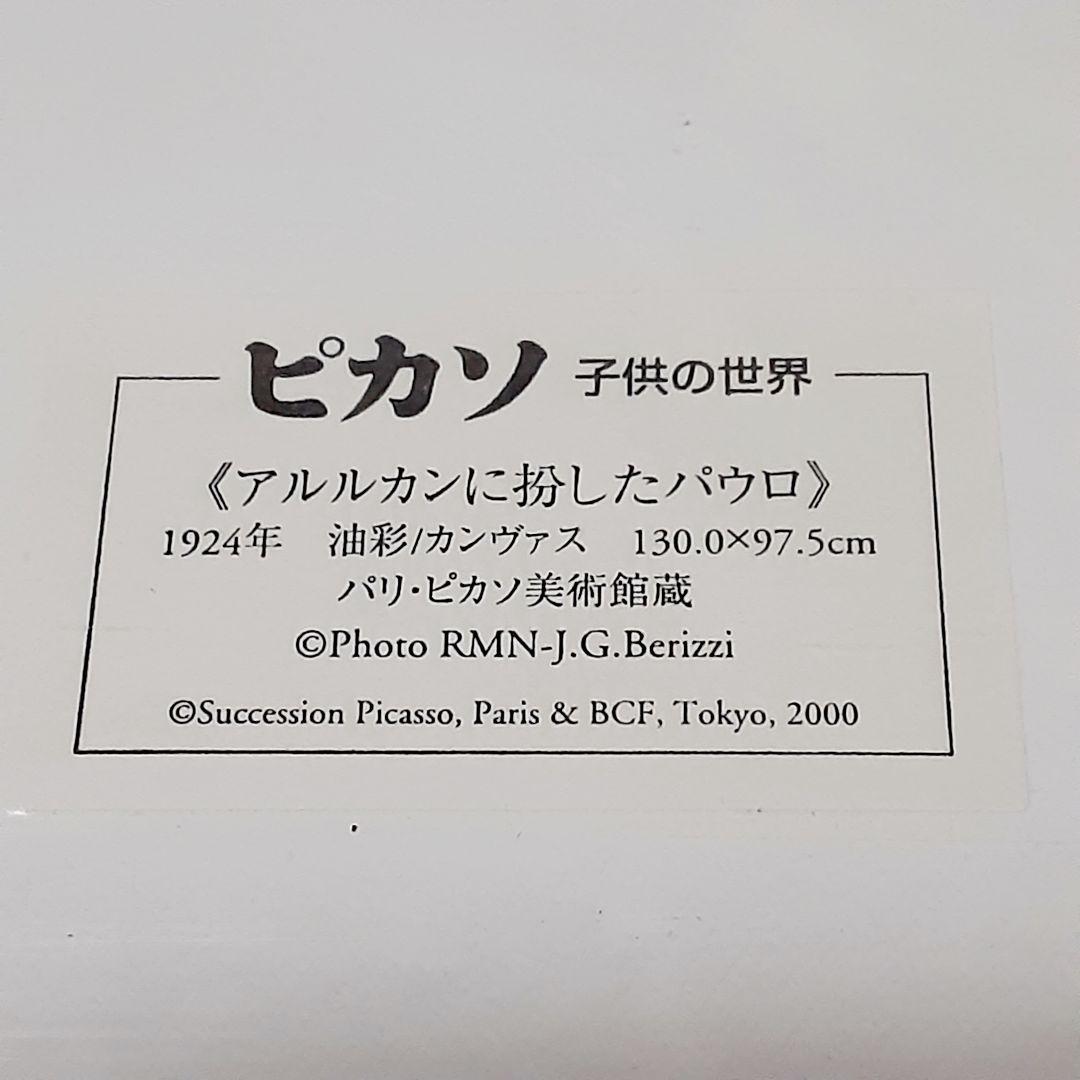 ピカソ 子供の世界
《アルルカンに扮したパウロ》
1924年　油彩/カンヴァス　130.0×97.5cm
パリ・ピカソ美術館蔵
©Photo RMN-J.G.Berizzi
©Succession Picasso, Paris & BCF, Tokyo, 2000